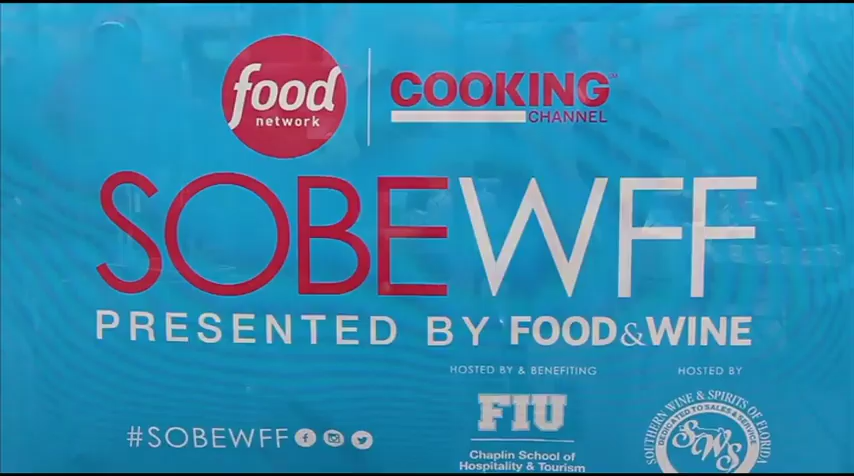 food
network
COOKING
CHANNEL
SOBEWFF
PRESENTED BY FOOD & WINE
HOSTED BY & BENEFITING
HOSTED BY
FIU
Chaplin School of
Hospitality & Tourism
#SOBEWFF
SOUTHERN WINE & SPIRITS OF FLORIDA
DEDICATED TO SALES & SERVICE
SWS